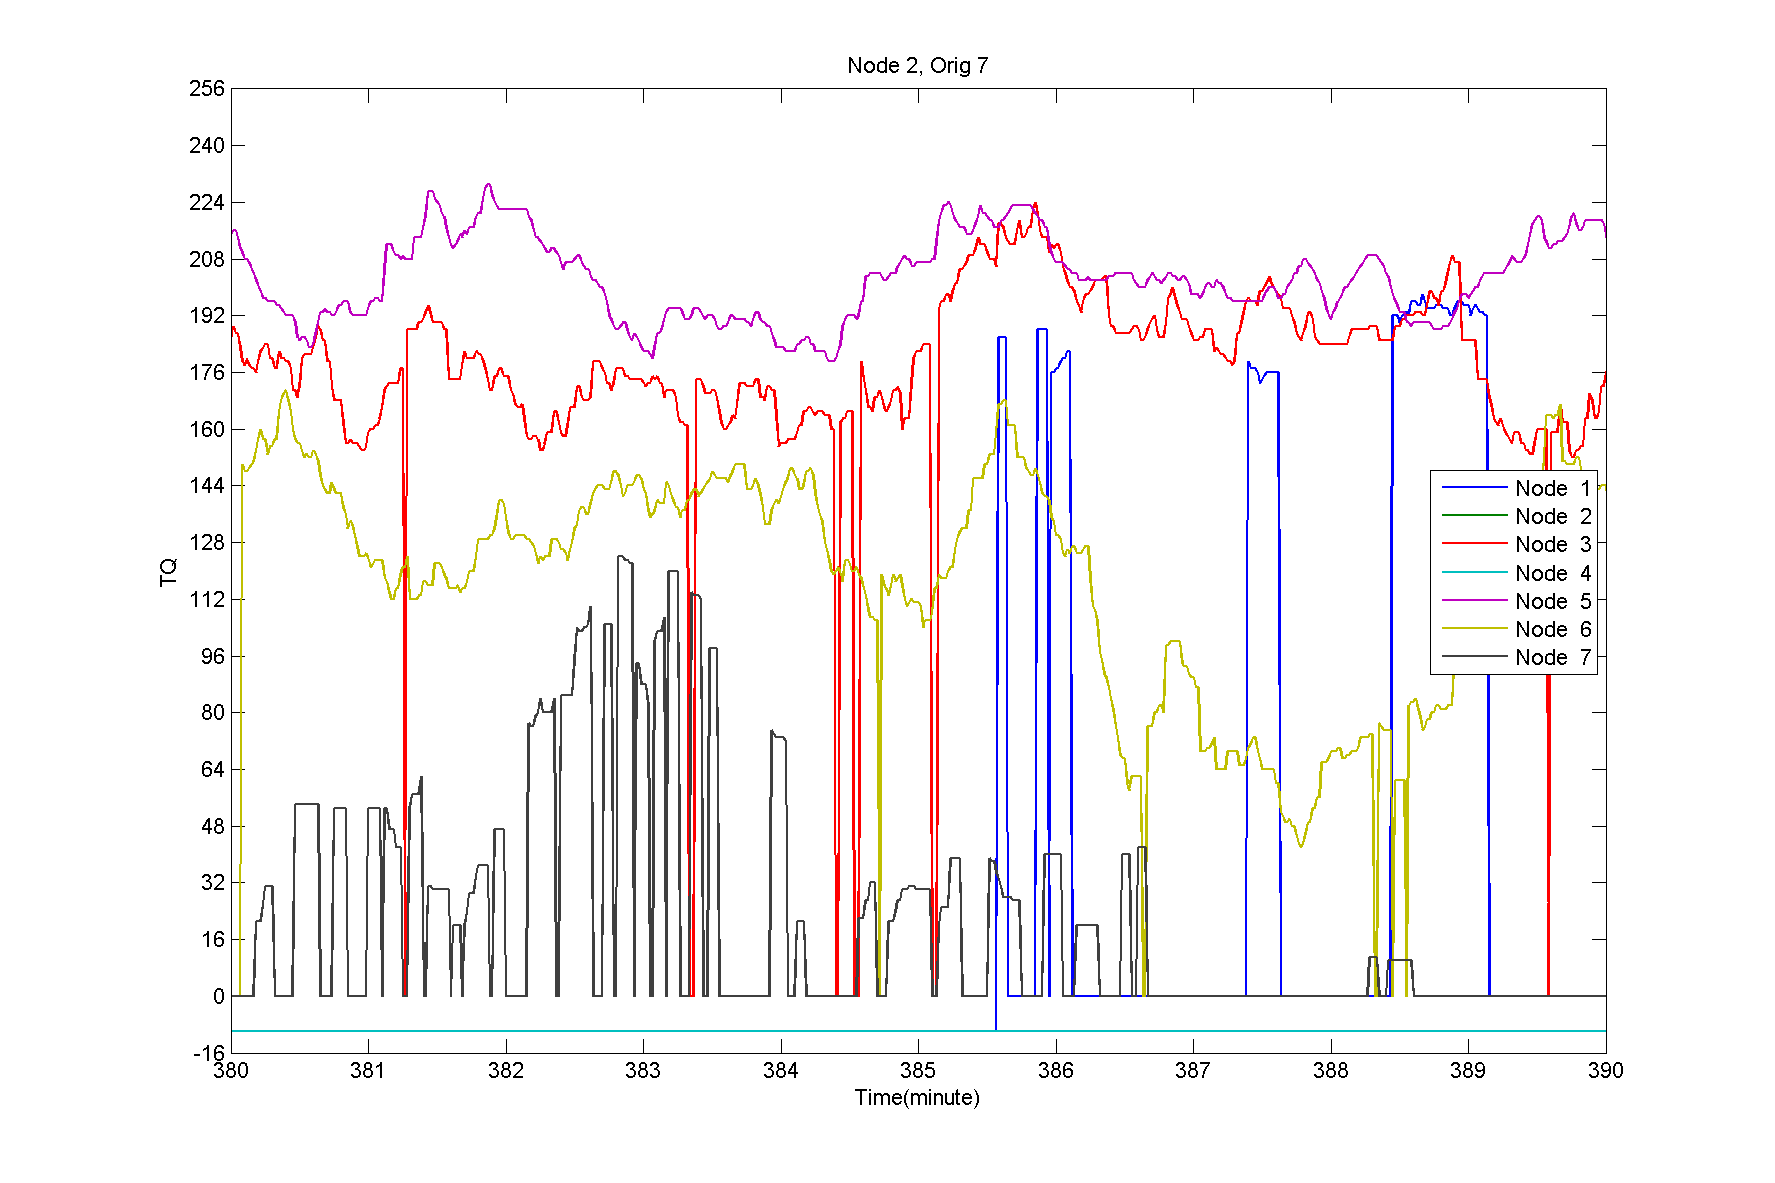 Node 2, Orig 7
256
240
224
208
192
176
160
144
128
112
96
80
64
48
32
16
0
-16
TQ
Node 1
Node 2
Node 3
Node 4
Node 5
Node 6
Node 7
380 381 382 383 384 385 386 387 388 389 390
Time(minute)